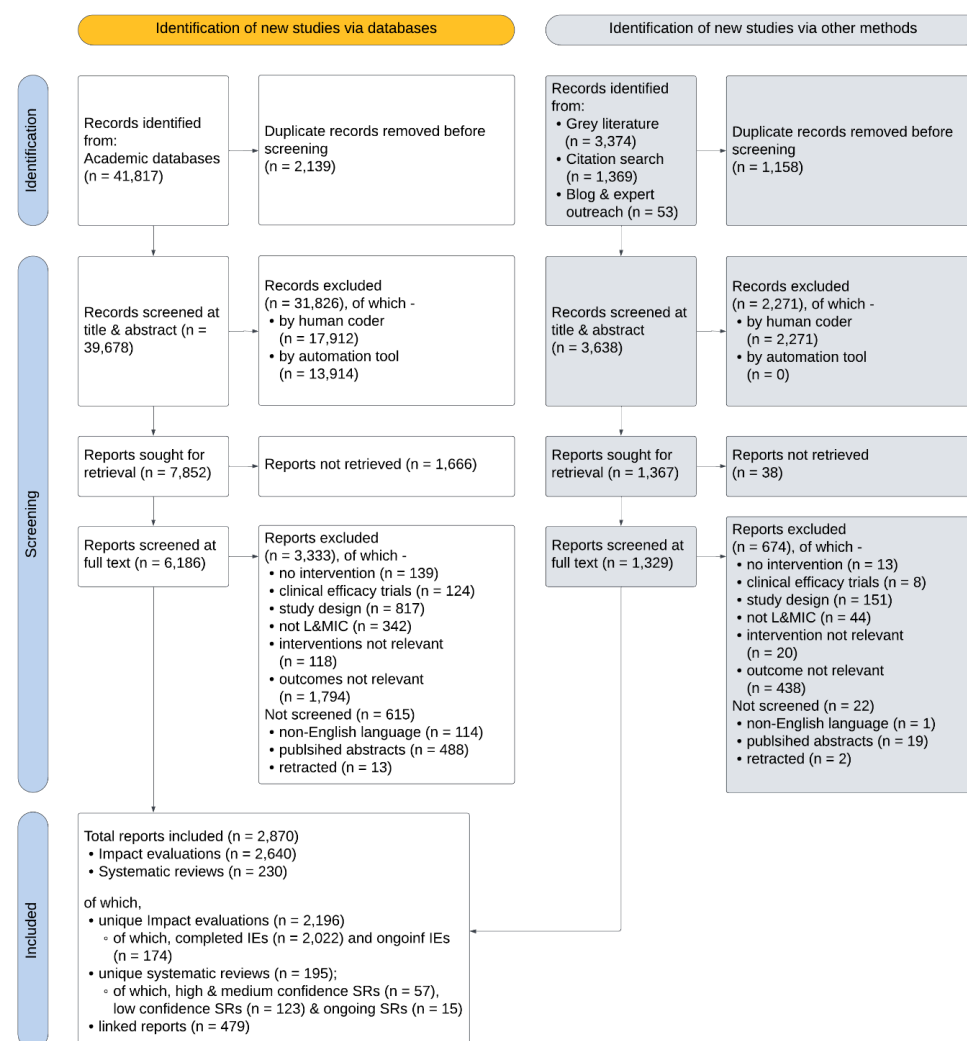 Identification of new studies via databases
Identification of new studies via other methods
Identification
Records identified
from:
Academic databases
(n = 41,817)
Duplicate records removed before
screening
(n = 2,139)
Records identified
from:
• Grey literature
(n = 3,374)
• Citation search
(n = 1,369)
• Blog & expert
outreach (n = 53)
Duplicate records removed before
screening
(n = 1,158)
Screening
Records screened at
title & abstract (n =
39,678)
Records excluded
(n = 31,826), of which -
• by human coder
(n = 17,912)
• by automation tool
(n = 13,914)
Records screened at
title & abstract
(n = 3,638)
Records excluded
(n = 2,271), of which -
• by human coder
(n = 2,271)
• by automation tool
(n = 0)
Reports sought for
retrieval (n = 7,852)
Reports not retrieved (n = 1,666)
Reports sought for
retrieval (n = 1,367)
Reports not retrieved
(n = 38)
Reports screened at
full text (n = 6,186)
Reports excluded
(n = 3,333), of which -
• no intervention (n = 139)
• clinical efficacy trials (n = 124)
• study design (n = 817)
• not L&MIC (n = 342)
• interventions not relevant
(n = 118)
• outcomes not relevant
(n = 1,794)
Not screened (n = 615)
• non-English language (n = 114)
• publsihed abstracts (n = 488)
• retracted (n = 13)
Reports screened at
full text (n = 1,329)
Reports excluded
(n = 674), of which -
• no intervention (n = 13)
• clinical efficacy trials (n = 8)
• study design (n = 151)
• not L&MIC (n = 44)
• intervention not relevant
(n = 20)
• outcome not relevant
(n = 438)
Not screened (n = 22)
• non-English language (n = 1)
• publsihed abstracts (n = 19)
• retracted (n = 2)
Included
Total reports included (n = 2,870)
• Impact evaluations (n = 2,640)
• Systematic reviews (n = 230)
of which,
• unique Impact evaluations (n = 2,196)
◦ of which, completed IEs (n = 2,022) and ongoinf IEs
(n = 174)
• unique systematic reviews (n = 195);
◦ of which, high & medium confidence SRs (n = 57),
low confidence SRs (n = 123) & ongoing SRs (n = 15)
• linked reports (n = 479)